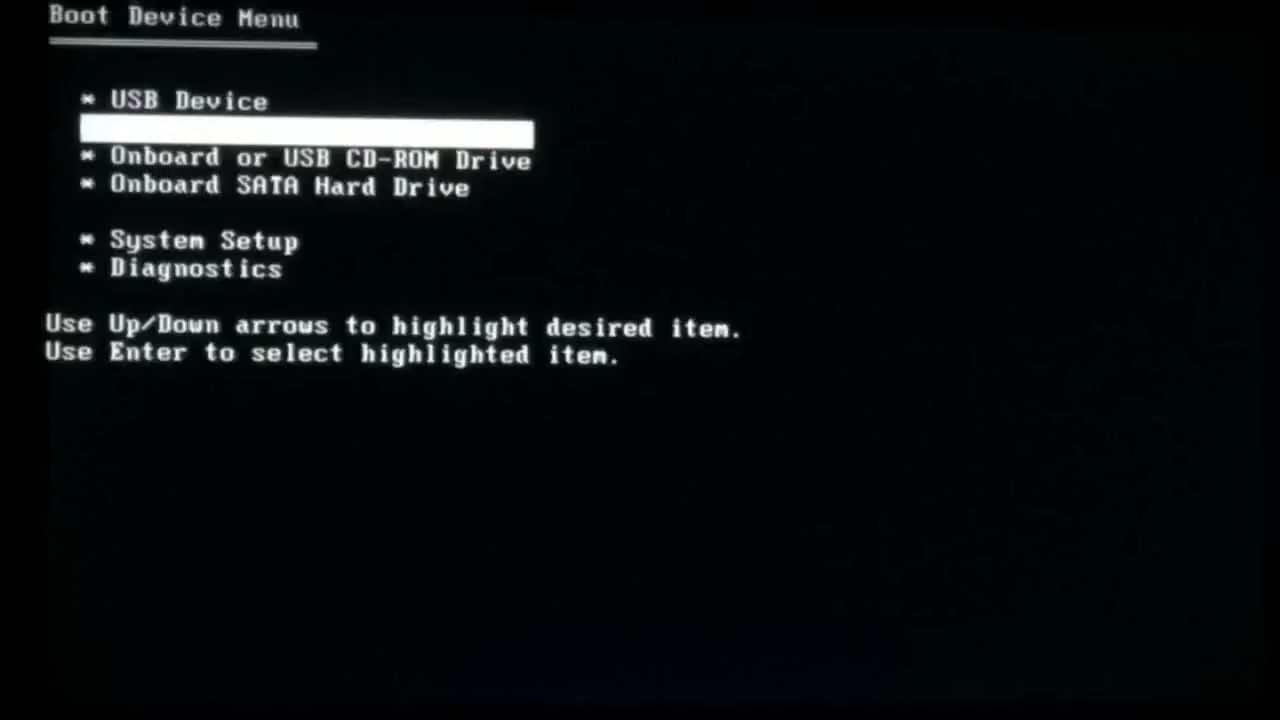 Boot Device Menu
* USB Device
* Onboard or USB CD-ROM Drive
* Onboard SATA Hard Drive
* System Setup
* Diagnostics
Use Up/Down arrows to highlight desired item.
Use Enter to select highlighted item.